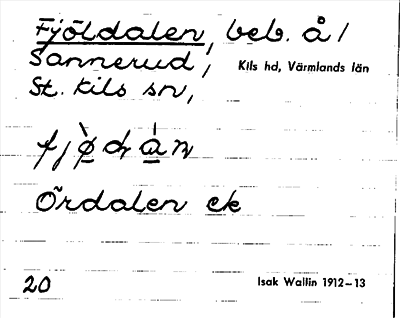 Fjöldalen, beb. å/
Sannerud, Kils hd, Värmlands län
St. Kils sn,
Ördalen ek
20 Isak Wallin 1912–13